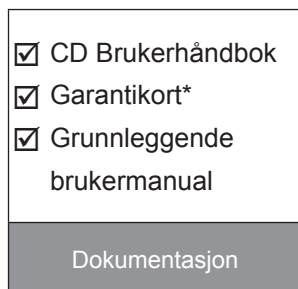 ☑ CD Brukerhåndbok
☑ Garantikort*
☑ Grunnleggende
brukermanual
Dokumentasjon